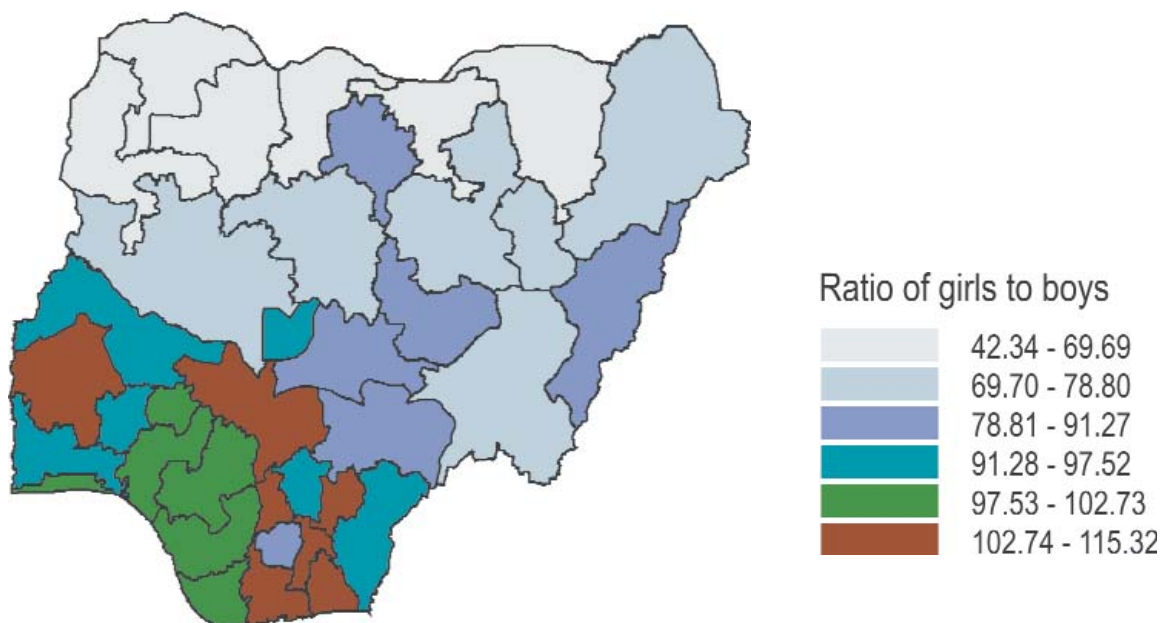 Ratio of girls to boys
42.34 - 69.69
69.70 - 78.80
78.81 - 91.27
91.28 - 97.52
97.53 - 102.73
102.74 - 115.32